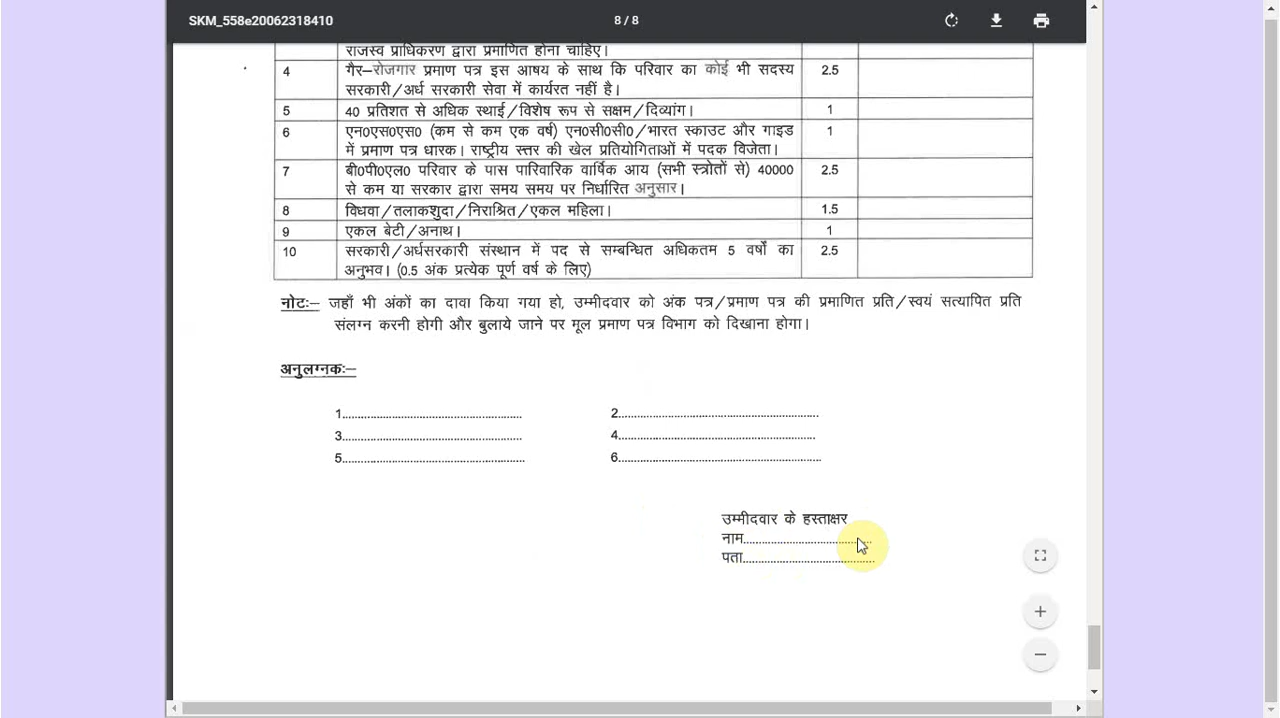 SKM_558e20062318410
8 / 8
राजस्व प्राधिकरण द्वारा प्रमाणित होना चाहिए।
4 गैर–रोजगार प्रमाण पत्र इस आषय के साथ कि परिवार का कोई भी सदस्य 2.5
सरकारी/अर्ध सरकारी सेवा में कार्यरत नहीं है।
5 40 प्रतिशत से अधिक स्थाई/विशेष रूप से सक्षम/दिव्यांग। 1
6 एन0एस0एस0 (कम से कम एक वर्ष) एन0सी0सी0/भारत स्काउट और गाइड 1
में प्रमाण पत्र धारक। राष्ट्रीय स्तर की खेल प्रतियोगिताओं में पदक विजेता।
7 बी0पी0एल0 परिवार के पास पारिवारिक वार्षिक आय (सभी स्त्रोतों से) 40000 2.5
से कम या सरकार द्वारा समय समय पर निर्धारित अनुसार।
8 विधवा/तलाकशुदा/निराश्रित/एकल महिला। 1.5
9 एकल बेटी/अनाथ। 1
10 सरकारी/अर्धसरकारी संस्थान में पद से सम्बन्धित अधिकतम 5 वर्षों का 2.5
अनुभव। (0.5 अंक प्रत्येक पूर्ण वर्ष के लिए)
नोटः– जहाँ भी अंकों का दावा किया गया हो, उम्मीदवार को अंक पत्र/प्रमाण पत्र की प्रमाणित प्रति/स्वयं सत्यापित प्रति
संलग्न करनी होगी और बुलाये जाने पर मूल प्रमाण पत्र विभाग को दिखाना होगा।
अनुलग्नकः–
1............................................... 2...............................................
3............................................... 4...............................................
5............................................... 6...............................................
उम्मीदवार के हस्ताक्षर
नाम.................................
पता.................................